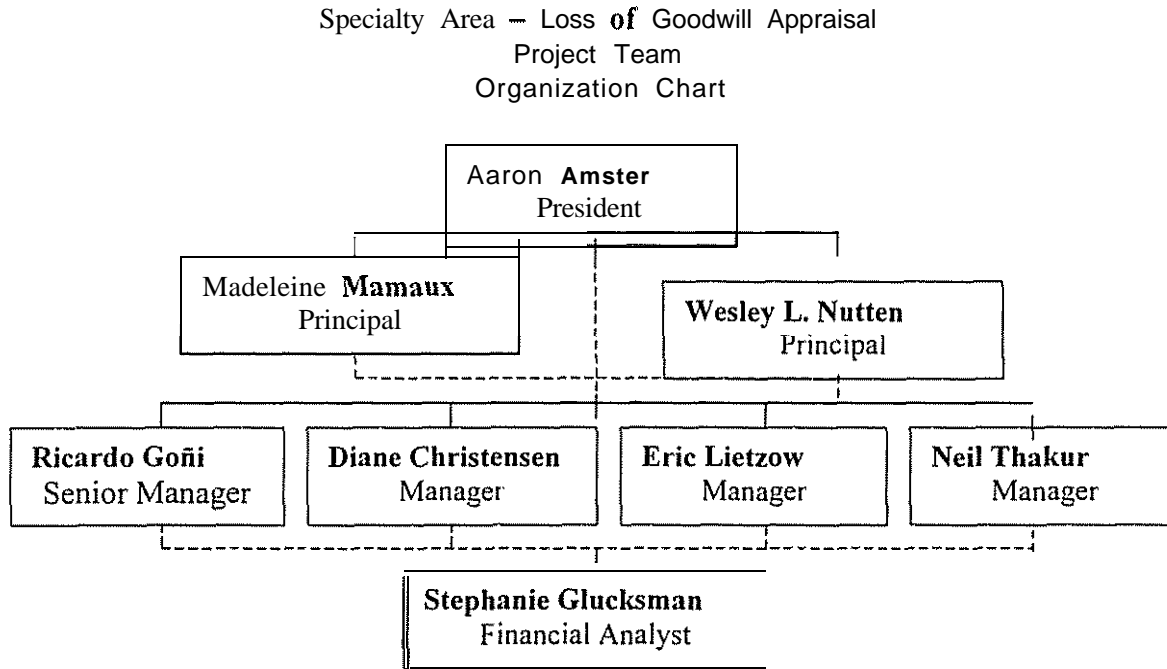 Specialty Area – Loss of Goodwill Appraisal
Project Team
Organization Chart
Aaron Amster
President
Madeleine Mamaux
Principal
Wesley L. Nutten
Principal
Ricardo Goñi
Senior Manager
Diane Christensen
Manager
Eric Lietzow
Manager
Neil Thakur
Manager
Stephanie Glucksman
Financial Analyst